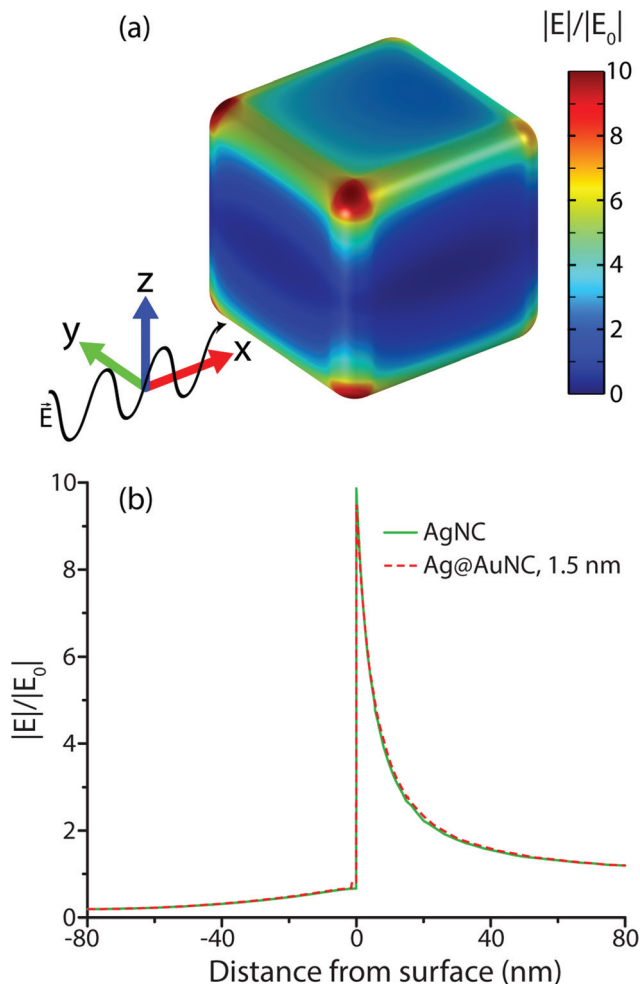 (a)
|E|/|E₀|
10
8
6
4
2
0
z
y
x
E⃗
(b)
10
8
6
4
2
0
AgNC
Ag@AuNC, 1.5 nm
|E|/|E₀|
-80
-40
0
40
80
Distance from surface (nm)